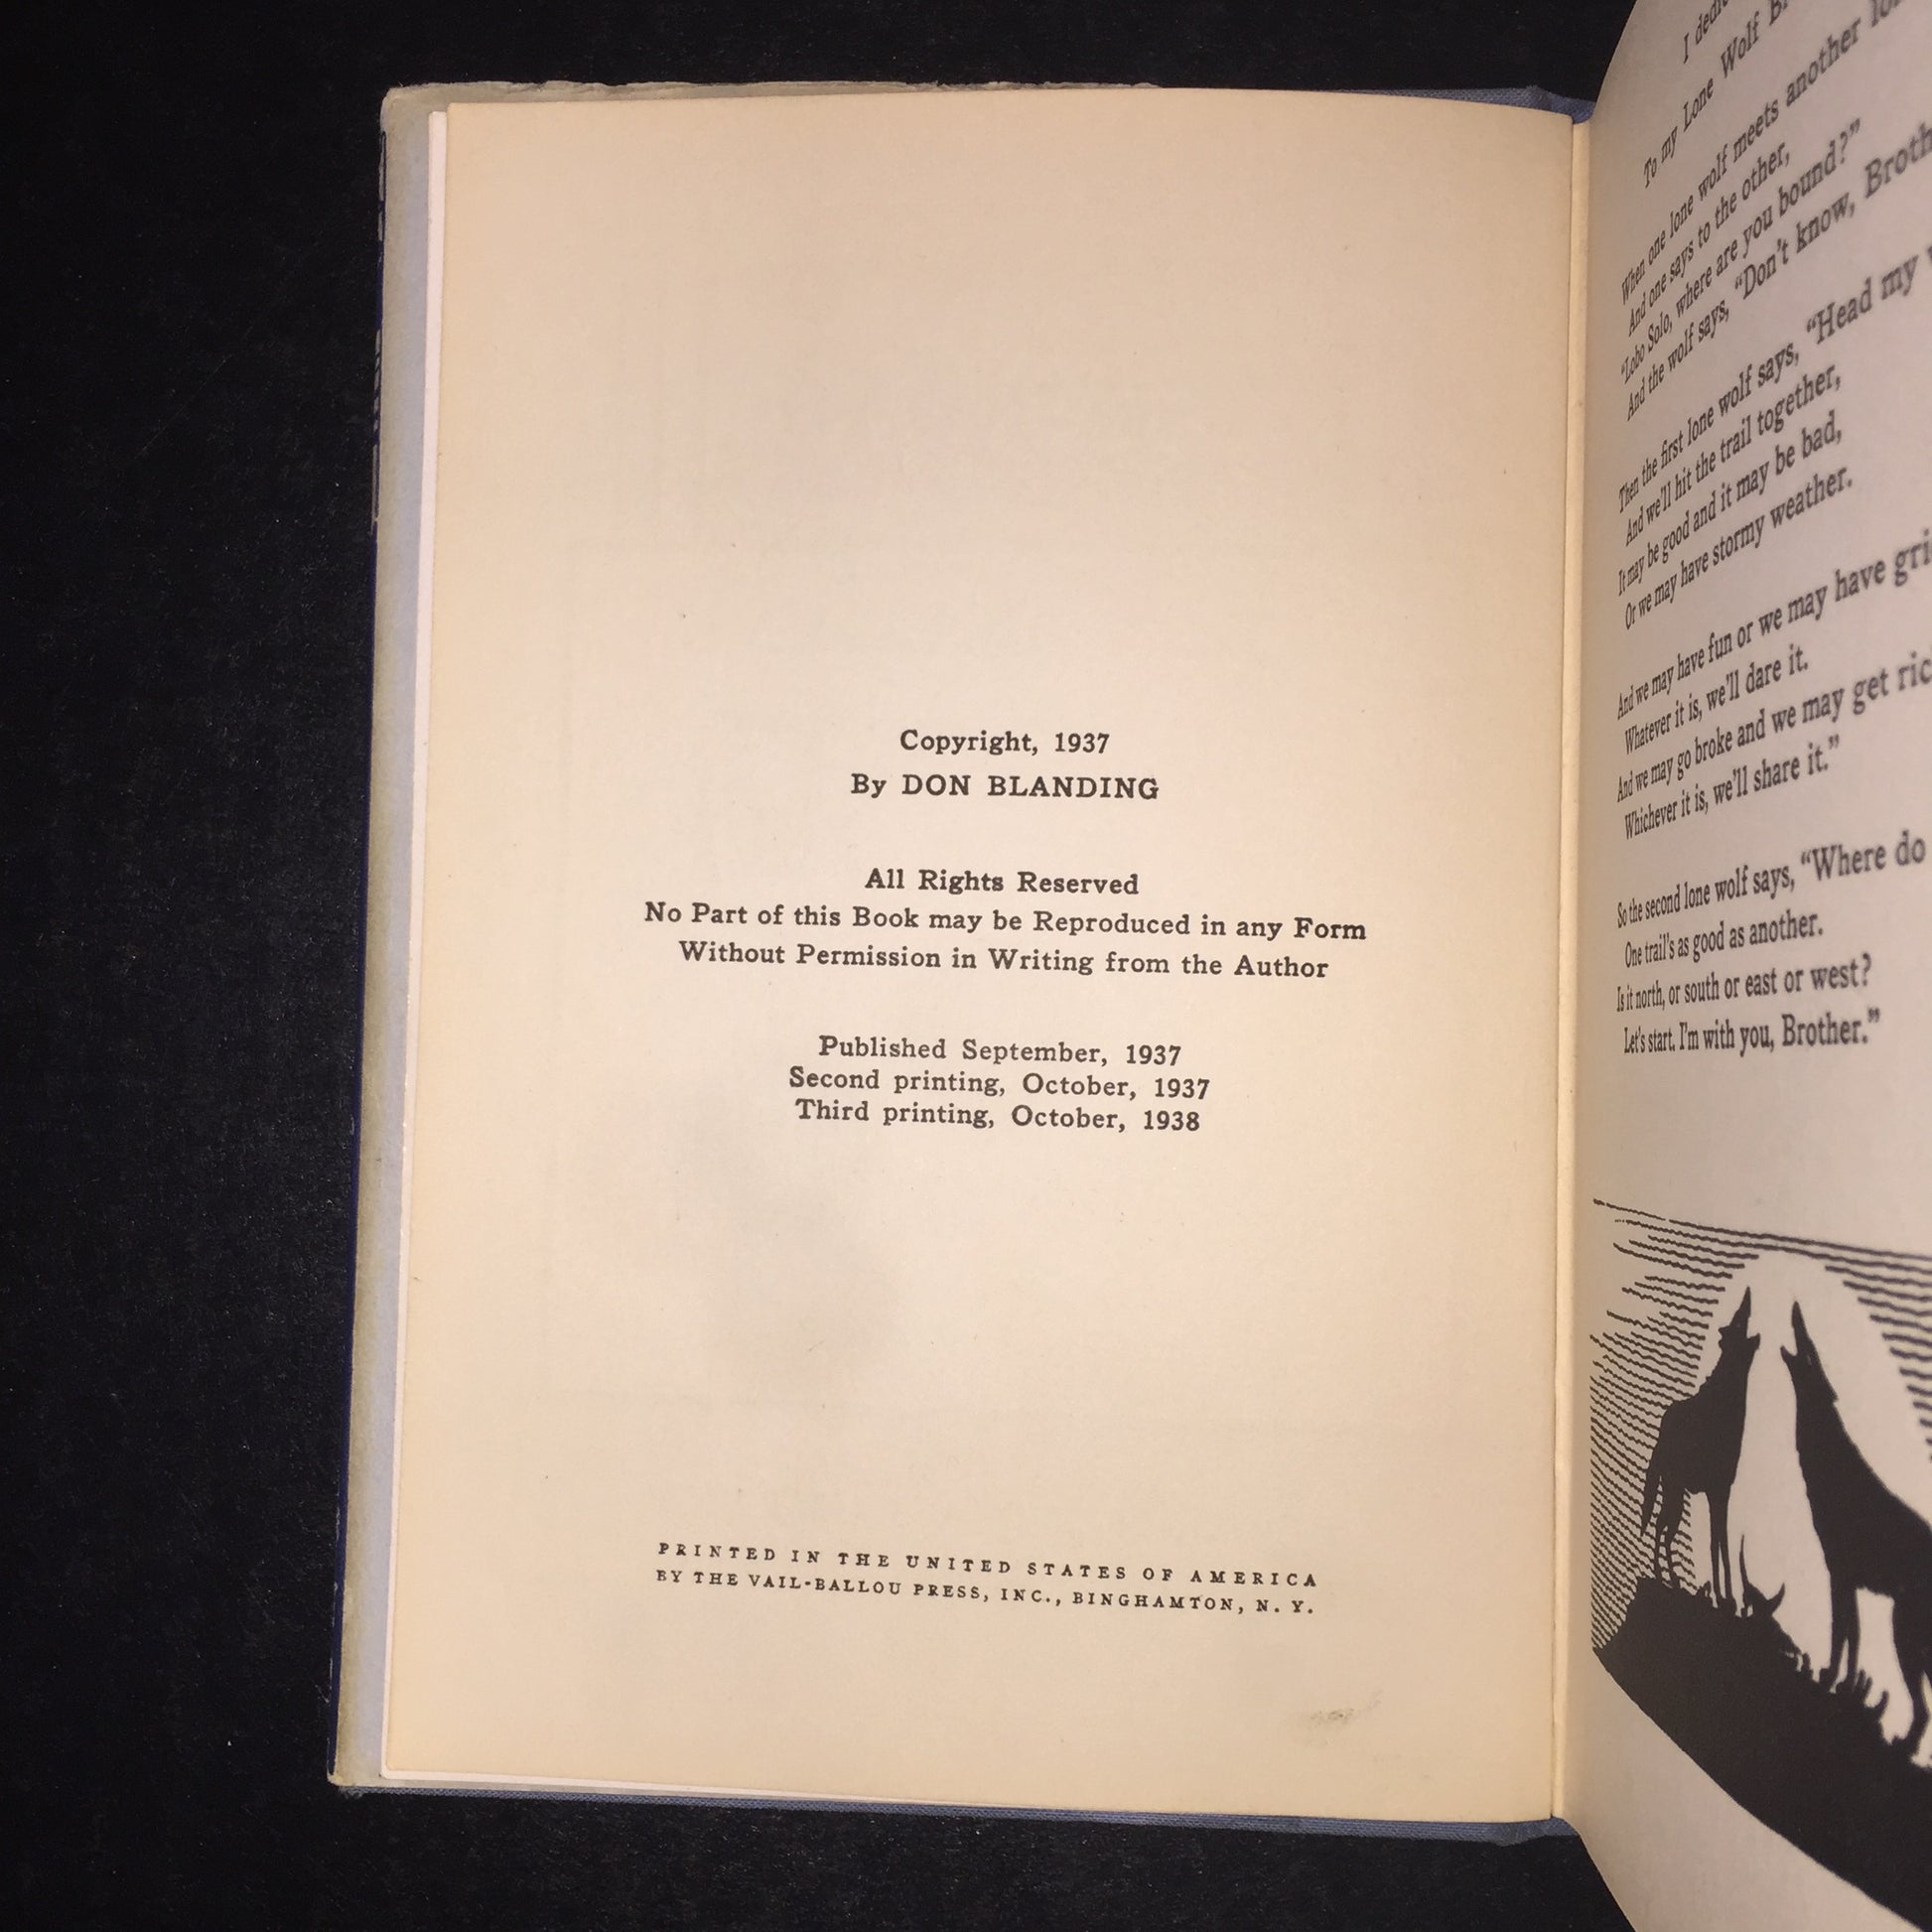 Copyright, 1937
By DON BLANDING
All Rights Reserved
No Part of this Book may be Reproduced in any Form
Without Permission in Writing from the Author
Published September, 1937
Second printing, October, 1937
Third printing, October, 1938
PRINTED IN THE UNITED STATES OF AMERICA
BY THE VAIL-BALLOU PRESS, INC., BINGHAMTON, N. Y.
I
To my Lone Wolf
When one lone wolf meets another
And one says to the other,
"Lobo Solo, where are you bound?"
And the wolf says, "Don't know,
Then the first lone wolf says, "Head my
And we'll hit the trail together,
It may be good and it may be bad,
Or we may have stormy weather.
And we may have fun or we may have
Whatever it is, we'll dare it.
And we may go broke and we may get
Whichever it is, we'll share it."
So the second lone wolf says, "Where do
One trail's as good as another.
Is it north, or south or east or west?
Let's start. I'm with you, Brother."